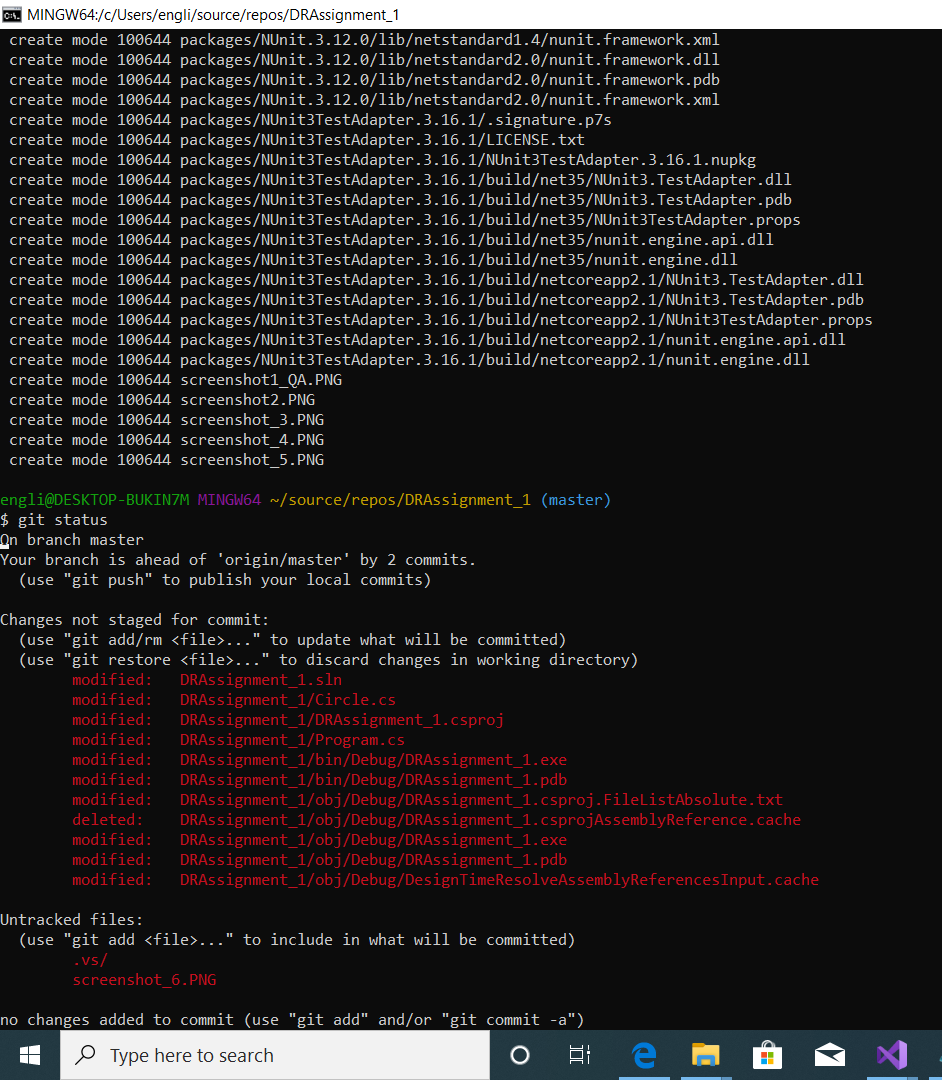 MINGW64:/c/Users/engli/source/repos/DRAssignment_1
create mode 100644 packages/NUnit.3.12.0/lib/netstandard1.4/nunit.framework.xml
create mode 100644 packages/NUnit.3.12.0/lib/netstandard2.0/nunit.framework.dll
create mode 100644 packages/NUnit.3.12.0/lib/netstandard2.0/nunit.framework.pdb
create mode 100644 packages/NUnit.3.12.0/lib/netstandard2.0/nunit.framework.xml
create mode 100644 packages/NUnit3TestAdapter.3.16.1/.signature.p7s
create mode 100644 packages/NUnit3TestAdapter.3.16.1/LICENSE.txt
create mode 100644 packages/NUnit3TestAdapter.3.16.1/NUnit3TestAdapter.3.16.1.nupkg
create mode 100644 packages/NUnit3TestAdapter.3.16.1/build/net35/NUnit3.TestAdapter.dll
create mode 100644 packages/NUnit3TestAdapter.3.16.1/build/net35/NUnit3.TestAdapter.pdb
create mode 100644 packages/NUnit3TestAdapter.3.16.1/build/net35/NUnit3TestAdapter.props
create mode 100644 packages/NUnit3TestAdapter.3.16.1/build/net35/nunit.engine.api.dll
create mode 100644 packages/NUnit3TestAdapter.3.16.1/build/net35/nunit.engine.dll
create mode 100644 packages/NUnit3TestAdapter.3.16.1/build/netcoreapp2.1/NUnit3.TestAdapter.dll
create mode 100644 packages/NUnit3TestAdapter.3.16.1/build/netcoreapp2.1/NUnit3.TestAdapter.pdb
create mode 100644 packages/NUnit3TestAdapter.3.16.1/build/netcoreapp2.1/NUnit3TestAdapter.props
create mode 100644 packages/NUnit3TestAdapter.3.16.1/build/netcoreapp2.1/nunit.engine.api.dll
create mode 100644 packages/NUnit3TestAdapter.3.16.1/build/netcoreapp2.1/nunit.engine.dll
create mode 100644 screenshot1_QA.PNG
create mode 100644 screenshot2.PNG
create mode 100644 screenshot_3.PNG
create mode 100644 screenshot_4.PNG
create mode 100644 screenshot_5.PNG
engli@DESKTOP-BUKIN7M MINGW64 ~/source/repos/DRAssignment_1 (master)
$ git status
On branch master
Your branch is ahead of 'origin/master' by 2 commits.
(use "git push" to publish your local commits)
Changes not staged for commit:
(use "git add/rm <file>..." to update what will be committed)
(use "git restore <file>..." to discard changes in working directory)
modified: DRAssignment_1.sln
modified: DRAssignment_1/Circle.cs
modified: DRAssignment_1/DRAssignment_1.csproj
modified: DRAssignment_1/Program.cs
modified: DRAssignment_1/bin/Debug/DRAssignment_1.exe
modified: DRAssignment_1/bin/Debug/DRAssignment_1.pdb
modified: DRAssignment_1/obj/Debug/DRAssignment_1.csproj.FileListAbsolute.txt
deleted: DRAssignment_1/obj/Debug/DRAssignment_1.csprojAssemblyReference.cache
modified: DRAssignment_1/obj/Debug/DRAssignment_1.exe
modified: DRAssignment_1/obj/Debug/DRAssignment_1.pdb
modified: DRAssignment_1/obj/Debug/DesignTimeResolveAssemblyReferencesInput.cache
Untracked files:
(use "git add <file>..." to include in what will be committed)
.vs/
screenshot_6.PNG
no changes added to commit (use "git add" and/or "git commit -a")
Type here to search